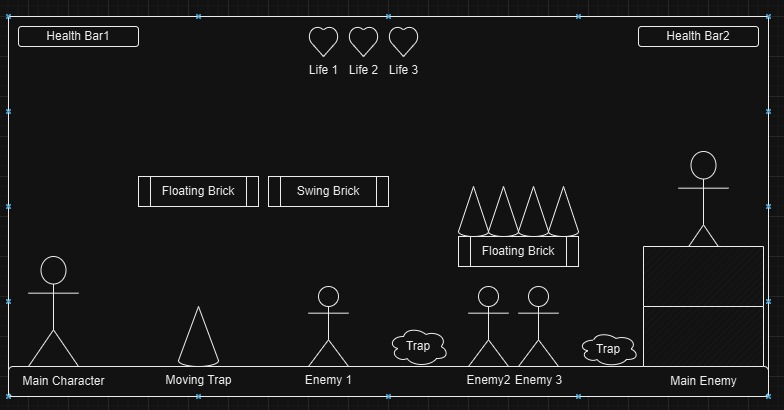 Health Bar1
Health Bar2
Life 1 Life 2 Life 3
Floating Brick
Swing Brick
Floating Brick
Trap
Trap
Main Character
Moving Trap
Enemy 1
Enemy2 Enemy 3
Main Enemy